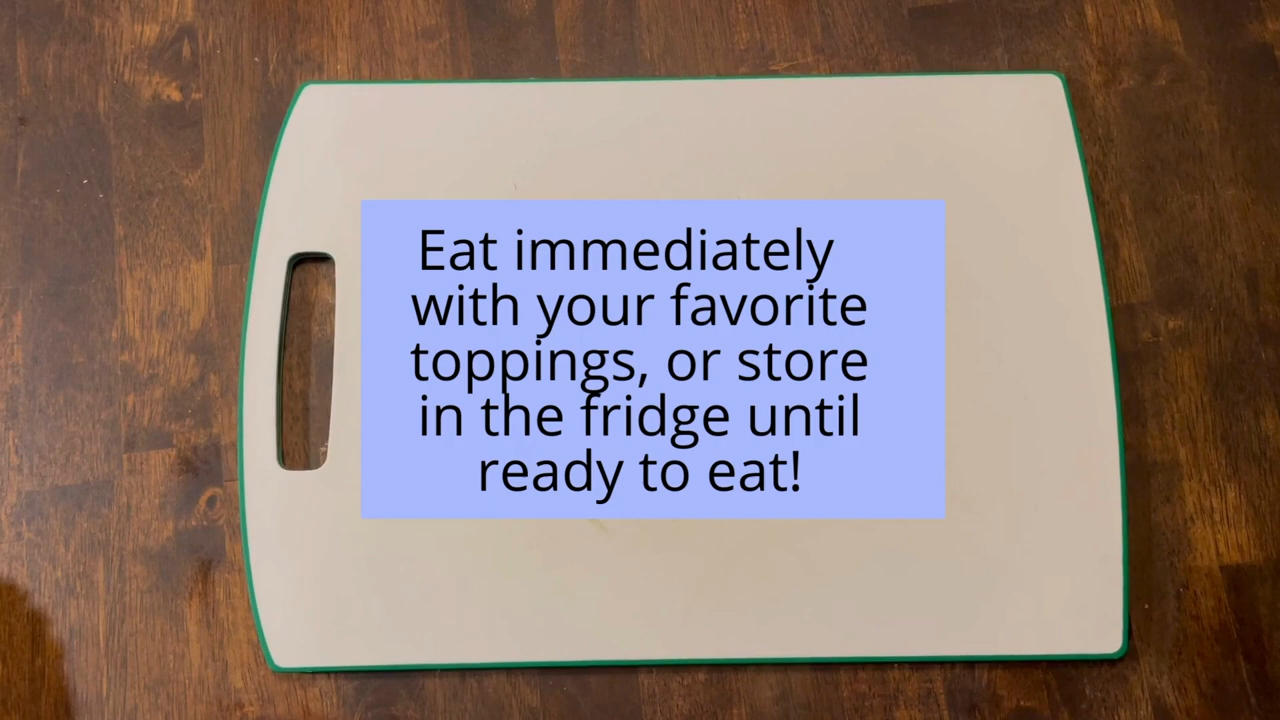 Eat immediately
with your favorite
toppings, or store
in the fridge until
ready to eat!